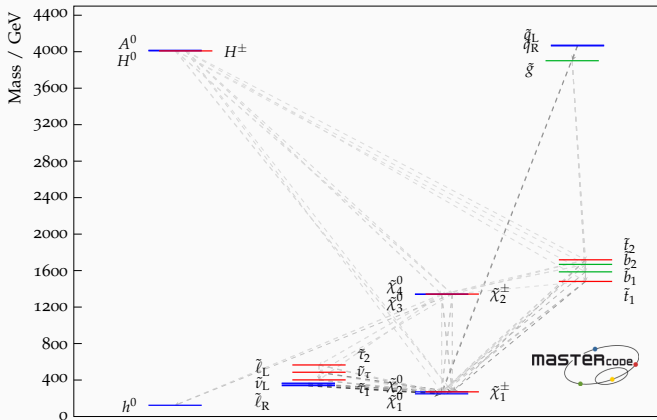 Mass / GeV
4400
4000
3600
3200
2800
2400
2000
1600
1200
800
400
0
A⁰
H⁰
H±
q̃L
q̃R
g̃
t̃₂
b̃₂
b̃₁
t̃₁
χ̃⁰₄
χ̃⁰₃
χ̃±₂
ℓ̃L
ν̃L
ℓ̃R
τ̃₂
ν̃τ
τ̃₁
χ̃⁰₂
χ̃⁰₁
χ̃±₁
h⁰
MASTERCODE